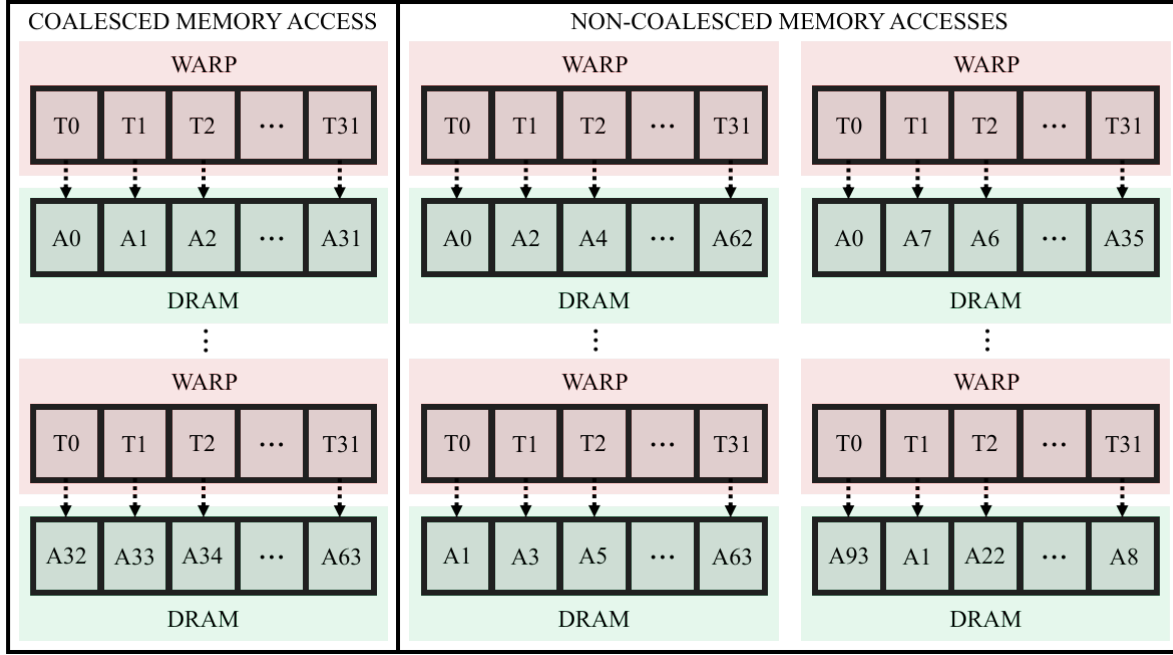 COALESCED MEMORY ACCESS
WARP
T0 T1 T2 ··· T31
A0 A1 A2 ··· A31
DRAM
⋮
WARP
T0 T1 T2 ··· T31
A32 A33 A34 ··· A63
DRAM
NON-COALESCED MEMORY ACCESSES
WARP
T0 T1 T2 ··· T31
A0 A2 A4 ··· A62
DRAM
⋮
WARP
T0 T1 T2 ··· T31
A1 A3 A5 ··· A63
DRAM
WARP
T0 T1 T2 ··· T31
A0 A7 A6 ··· A35
DRAM
⋮
WARP
T0 T1 T2 ··· T31
A93 A1 A22 ··· A8
DRAM